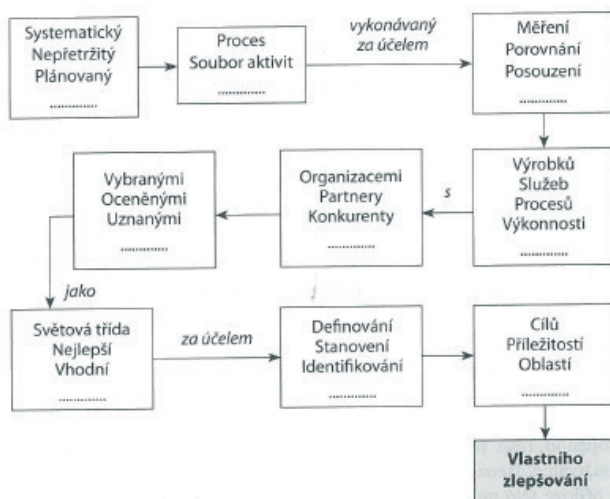 Systematický
Nepřetržitý
Plánovaný
..............
Proces
Soubor aktivit
..............
vykonávaný
za účelem
Měření
Porovnání
Posouzení
..............
Výrobků
Služeb
Procesů
Výkonnosti
..............
s
Organizacemi
Partnery
Konkurenty
..............
Vybranými
Oceněnými
Uznanými
..............
jako
Světová třída
Nejlepší
Vhodní
..............
za účelem
Definování
Stanovení
Identifikování
..............
Cílů
Příležitostí
Oblastí
..............
Vlastního
zlepšování